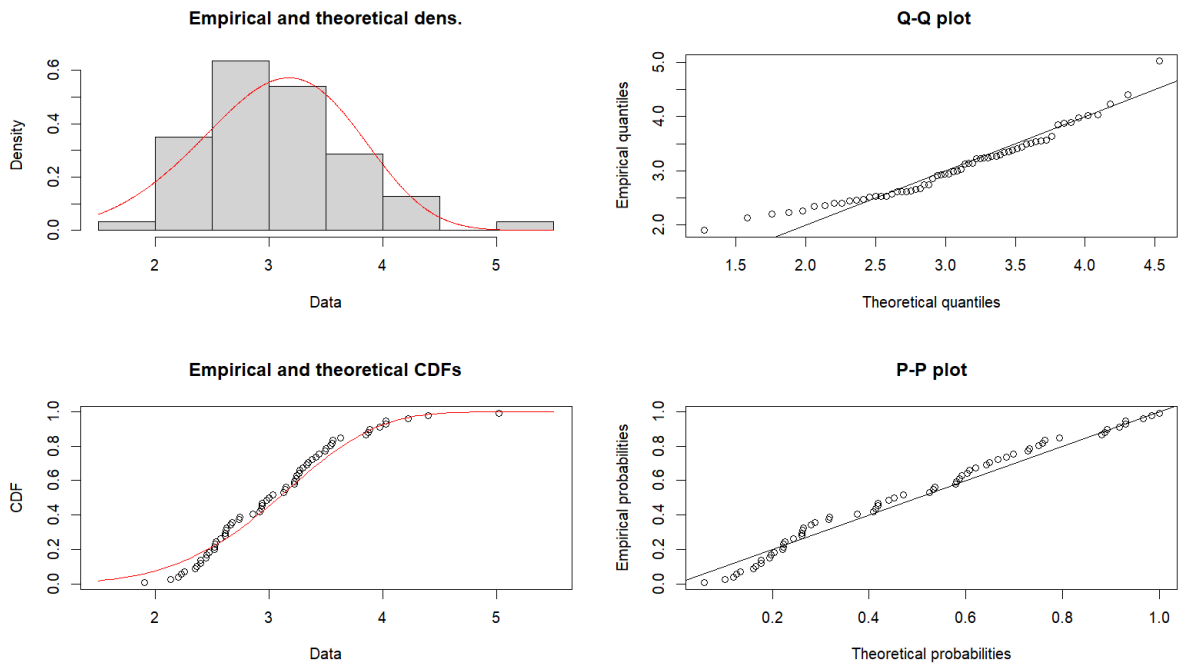 Empirical and theoretical dens.
Density
0.0 0.2 0.4 0.6
2 3 4 5
Data
Q-Q plot
Empirical quantiles
2.0 3.0 4.0 5.0
1.5 2.0 2.5 3.0 3.5 4.0 4.5
Theoretical quantiles
Empirical and theoretical CDFs
CDF
0.0 0.2 0.4 0.6 0.8 1.0
2 3 4 5
Data
P-P plot
Empirical probabilities
0.0 0.2 0.4 0.6 0.8 1.0
0.2 0.4 0.6 0.8 1.0
Theoretical probabilities